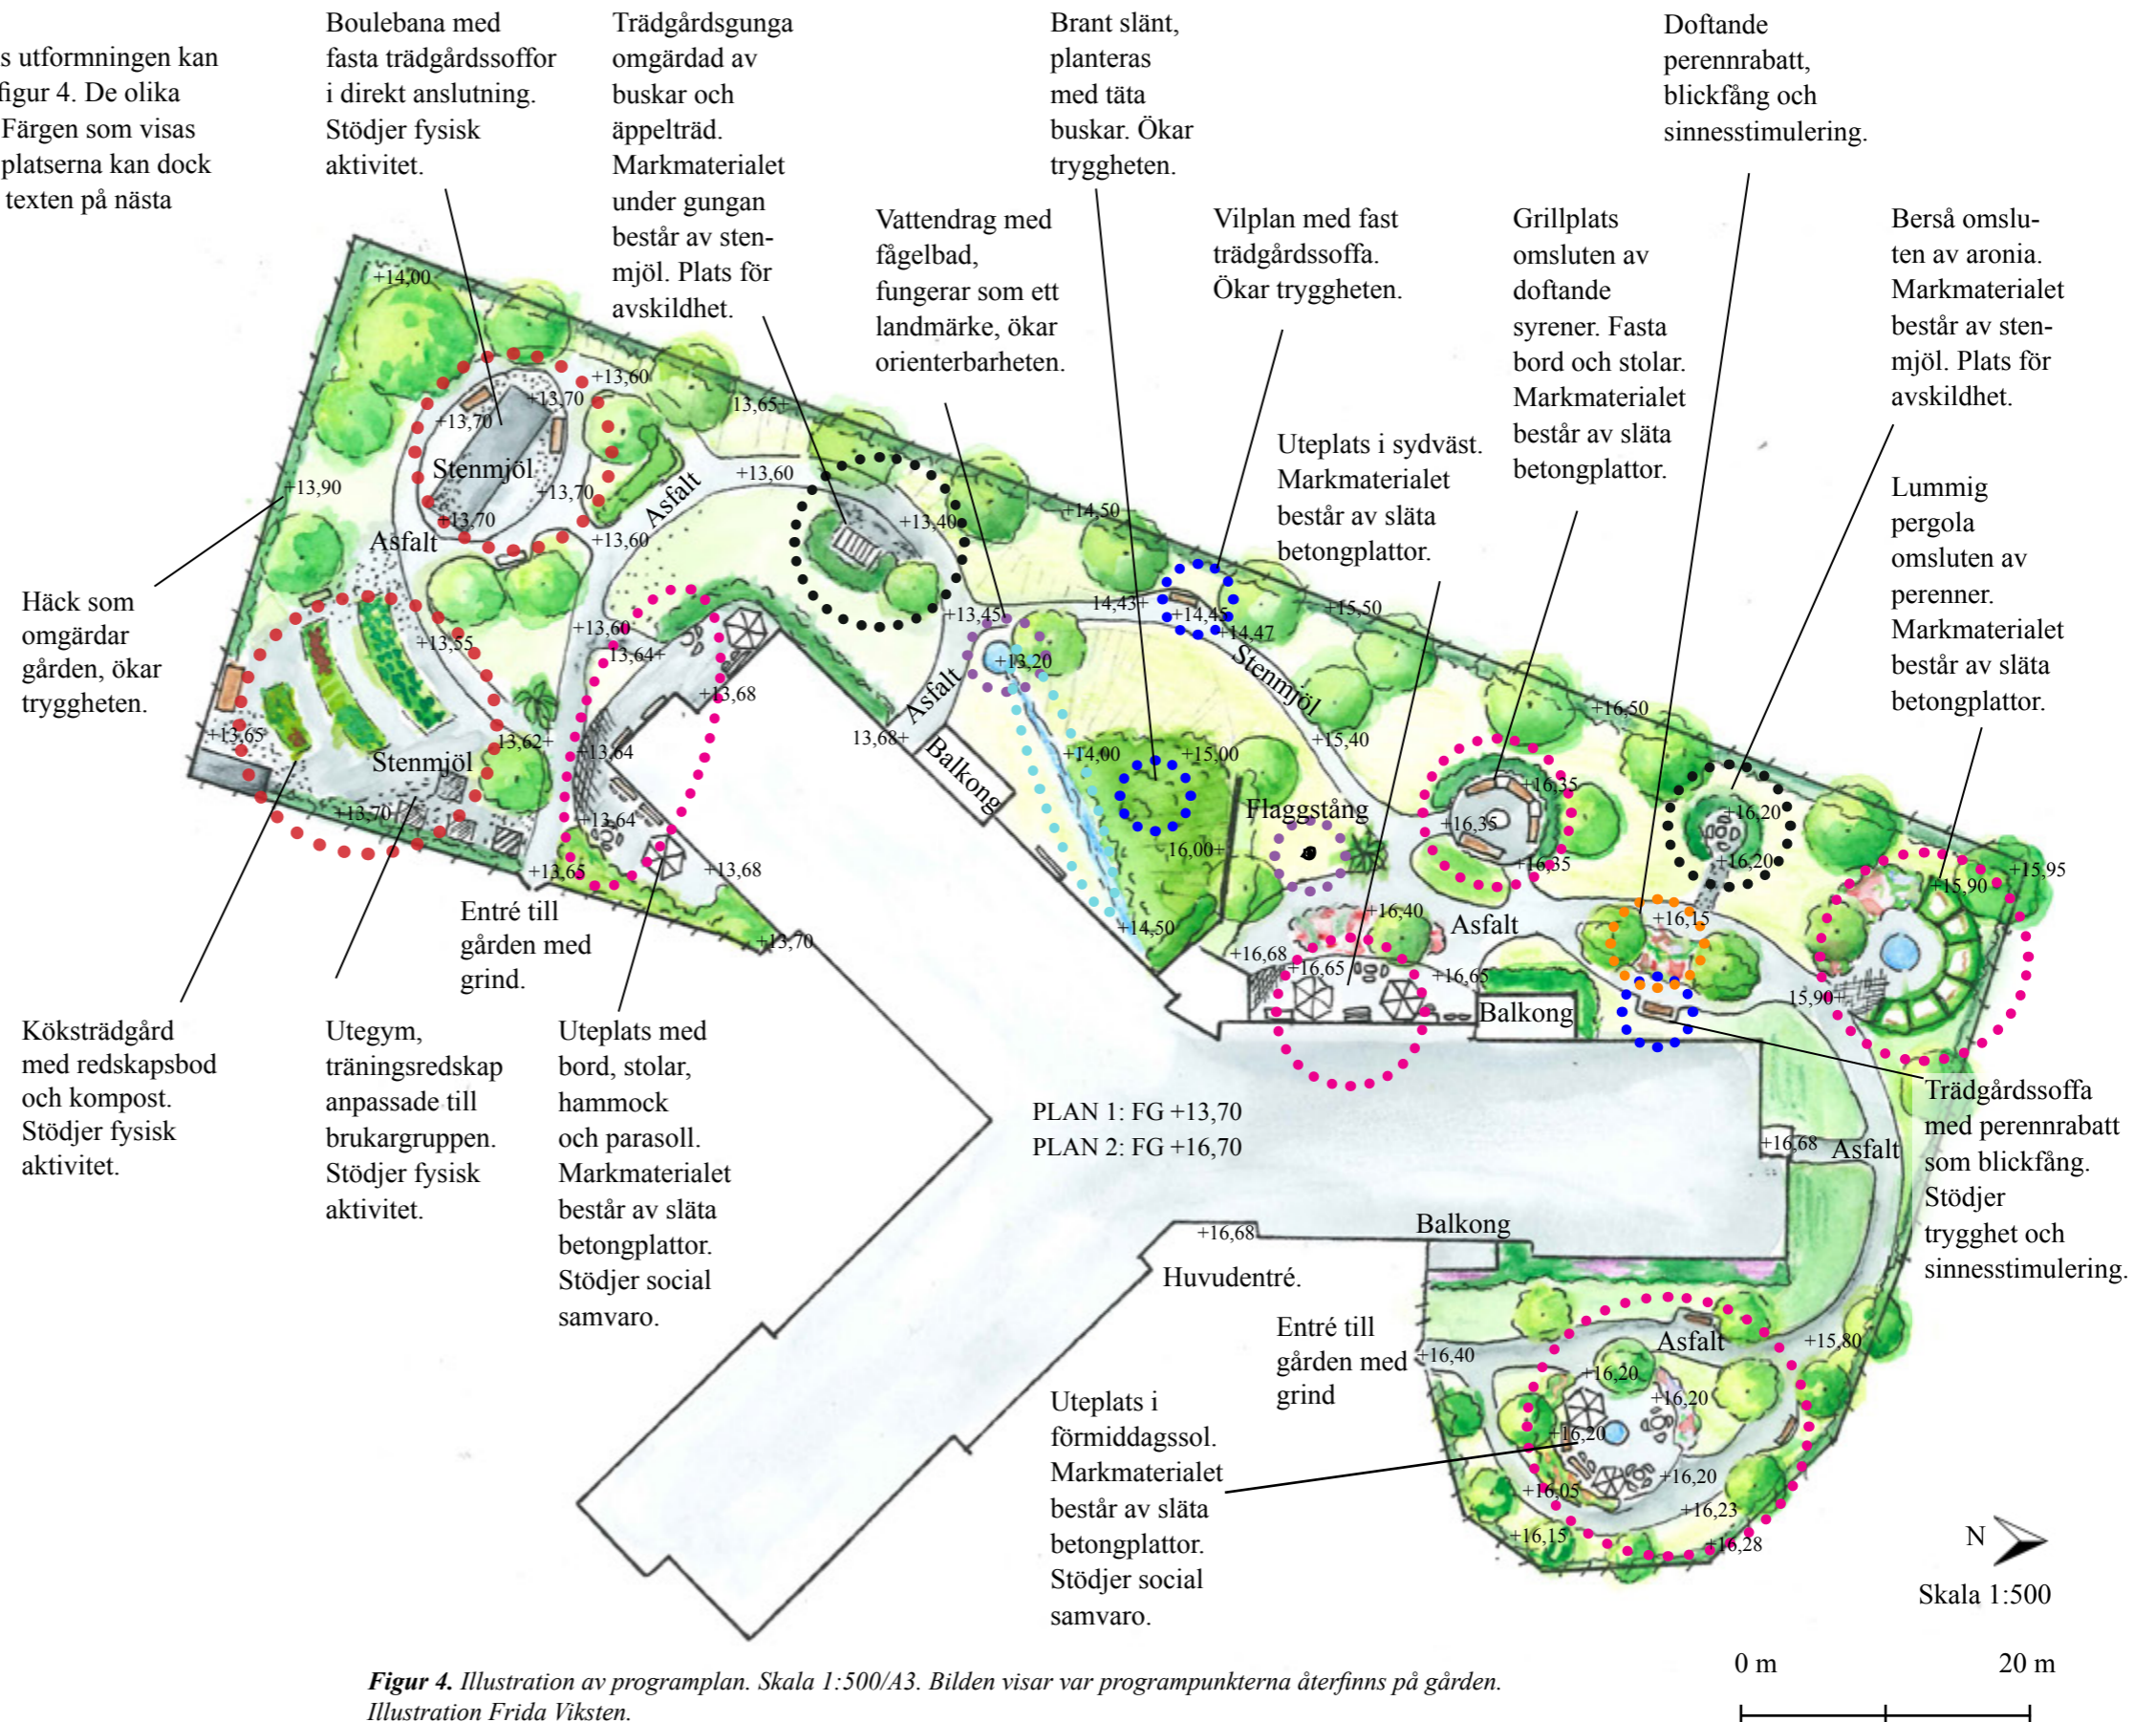 s utformningen kan
figur 4. De olika
Färgen som visas
platserna kan dock
texten på nästa
Boulebana med
fasta trädgårdssoffor
i direkt anslutning.
Stödjer fysisk
aktivitet.
Trädgårdsgunga
omgärdad av
buskar och
äppelträd.
Markmaterialet
under gungan
består av sten-
mjöl. Plats för
avskildhet.
Vattendrag med
fågelbad,
fungerar som ett
landmärke, ökar
orienterbarheten.
Brant slänt,
planteras
med täta
buskar. Ökar
tryggheten.
Vilplan med fast
trädgårdssoffa.
Ökar tryggheten.
Uteplats i sydväst.
Markmaterialet
består av släta
betongplattor.
Grillplats
omsluten av
doftande
syrener. Fasta
bord och stolar.
Markmaterialet
består av släta
betongplattor.
Doftande
perennrabatt,
blickfång och
sinnesstimulering.
Berså omslu-
ten av aronia.
Markmaterialet
består av sten-
mjöl. Plats för
avskildhet.
Lummig
pergola
omsluten av
perenner.
Markmaterialet
består av släta
betongplattor.
Häck som
omgärdar
gården, ökar
tryggheten.
+14,00
+13,60
+13,70
+13,70
13,65+
Stenmjöl
+13,60
+13,90
+13,70
Asfalt
+13,70
+13,40
+14,50
Asfalt
+13,60
14,43+
+14,45
+15,50
+13,45
+14,47
+13,60
+13,55
13,64+
+13,20
Stenmjöl
+13,68
Asfalt
+16,50
+13,65
13,62+
+13,64
13,68+
+15,40
Stenmjöl
Balkong
+14,00
+15,00
+16,35
+13,70
+13,64
Flaggstång
+16,35
+16,20
16,00+
+16,35
+16,20
+13,65
+13,68
+15,90
+15,95
+16,40
Asfalt
+16,15
+14,50
+13,70
+16,68
+16,65
+16,65
15,90+
Balkong
Entré till
gården med
grind.
Köksträdgård
med redskapsbod
och kompost.
Stödjer fysisk
aktivitet.
Utegym,
träningsredskap
anpassade till
brukargruppen.
Stödjer fysisk
aktivitet.
Uteplats med
bord, stolar,
hammock
och parasoll.
Markmaterialet
består av släta
betongplattor.
Stödjer social
samvaro.
PLAN 1: FG +13,70
PLAN 2: FG +16,70
+16,68
Asfalt
Trädgårdssoffa
med perennrabatt
som blickfång.
Stödjer
trygghet och
sinnesstimulering.
+16,68
Balkong
Huvudentré.
Entré till
gården med
grind
+16,40
Asfalt
+15,80
+16,20
+16,20
+16,20
+16,20
+16,05
+16,23
+16,15
+16,28
Uteplats i
förmiddagssol.
Markmaterialet
består av släta
betongplattor.
Stödjer social
samvaro.
N
Skala 1:500
0 m
20 m
Figur 4. Illustration av programplan. Skala 1:500/A3. Bilden visar var programpunkterna återfinns på gården.
Illustration Frida Viksten.